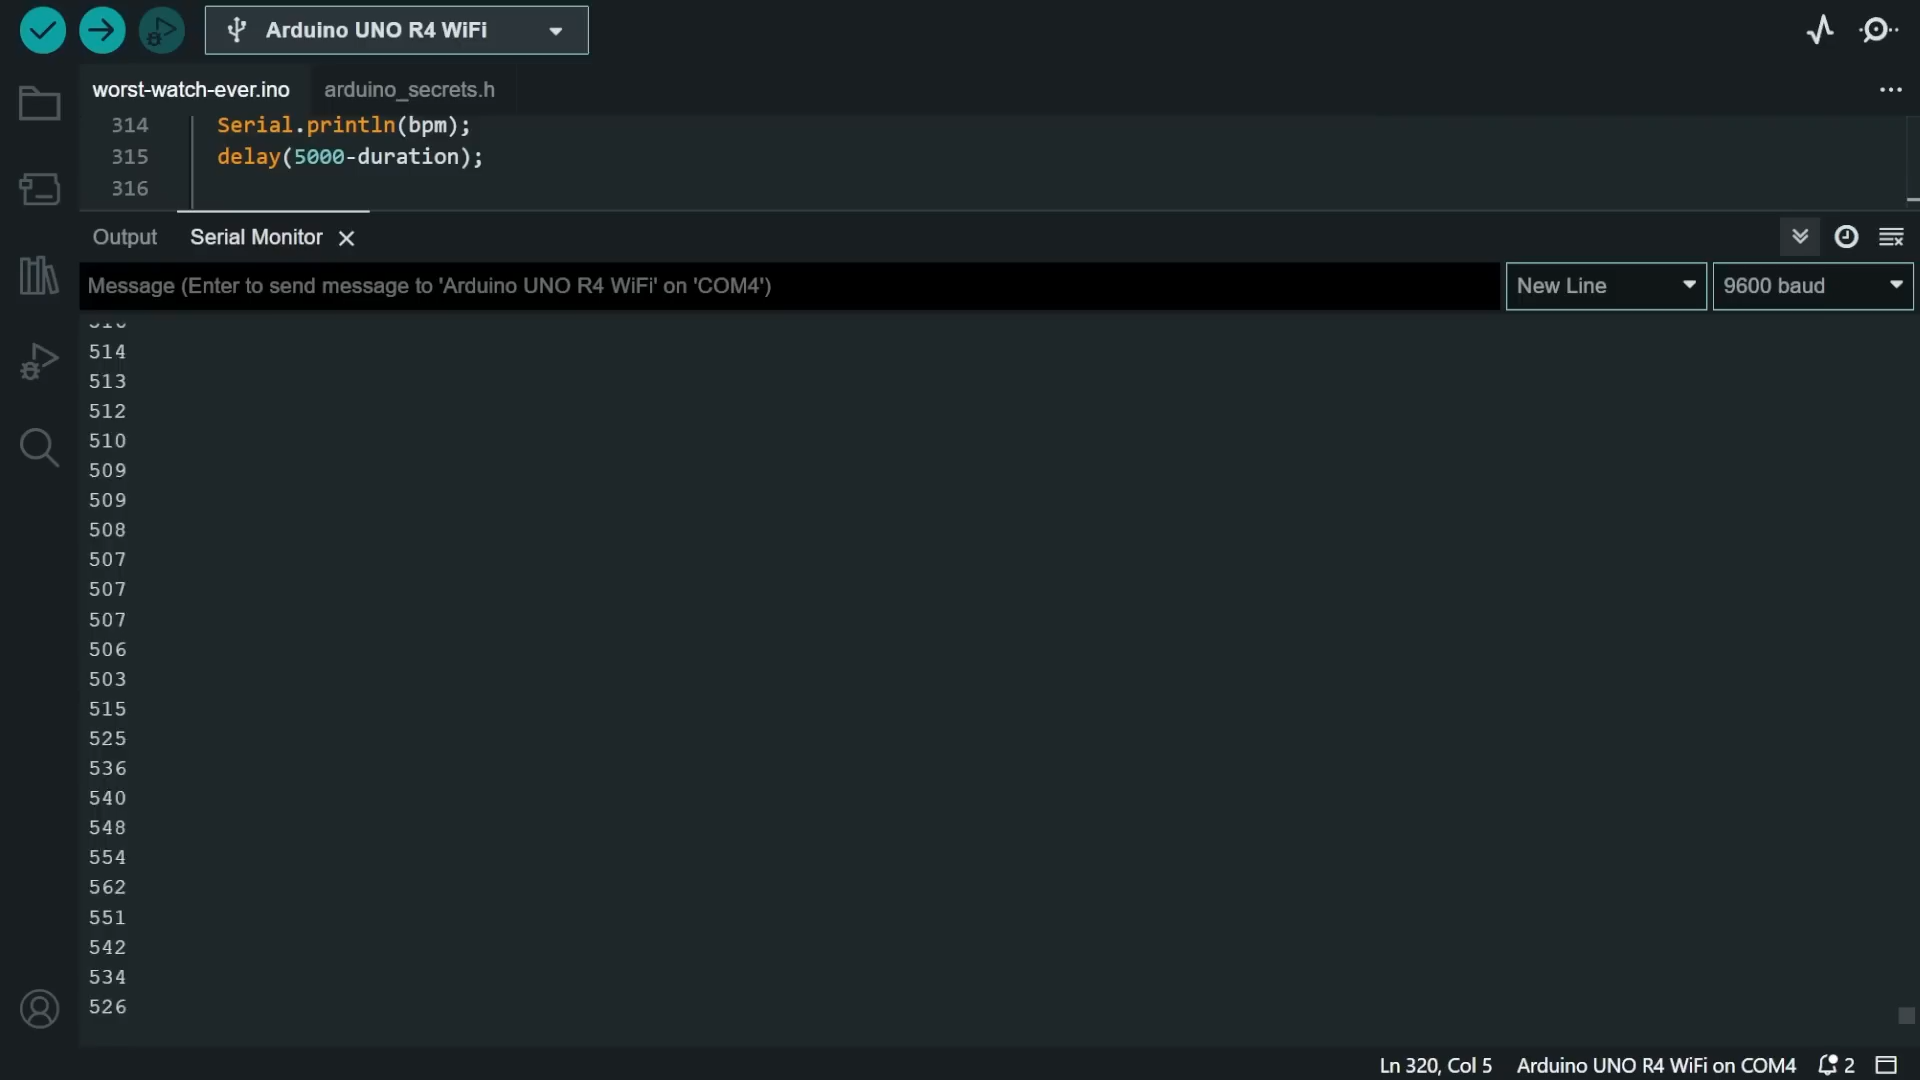 Arduino UNO R4 WiFi
worst-watch-ever.ino arduino_secrets.h
314 Serial.println(bpm);
315 delay(5000-duration);
316
Output Serial Monitor
Message (Enter to send message to 'Arduino UNO R4 WiFi' on 'COM4')
New Line
9600 baud
514
513
512
510
509
509
508
507
507
507
506
503
515
525
536
540
548
554
562
551
542
534
526
Ln 320, Col 5 Arduino UNO R4 WiFi on COM4 2